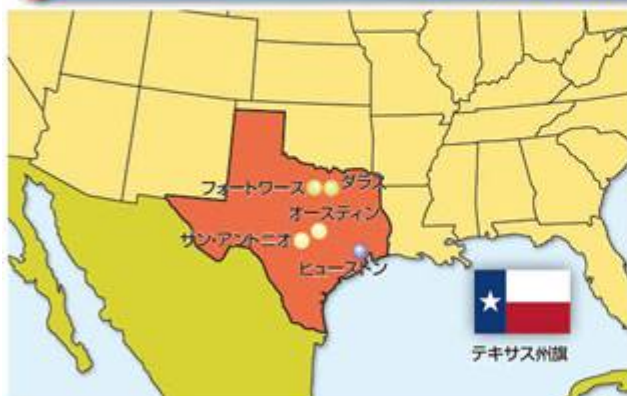 フォートワース
ダラス
オースティン
サン・アントニオ
ヒューストン
テキサス州旗